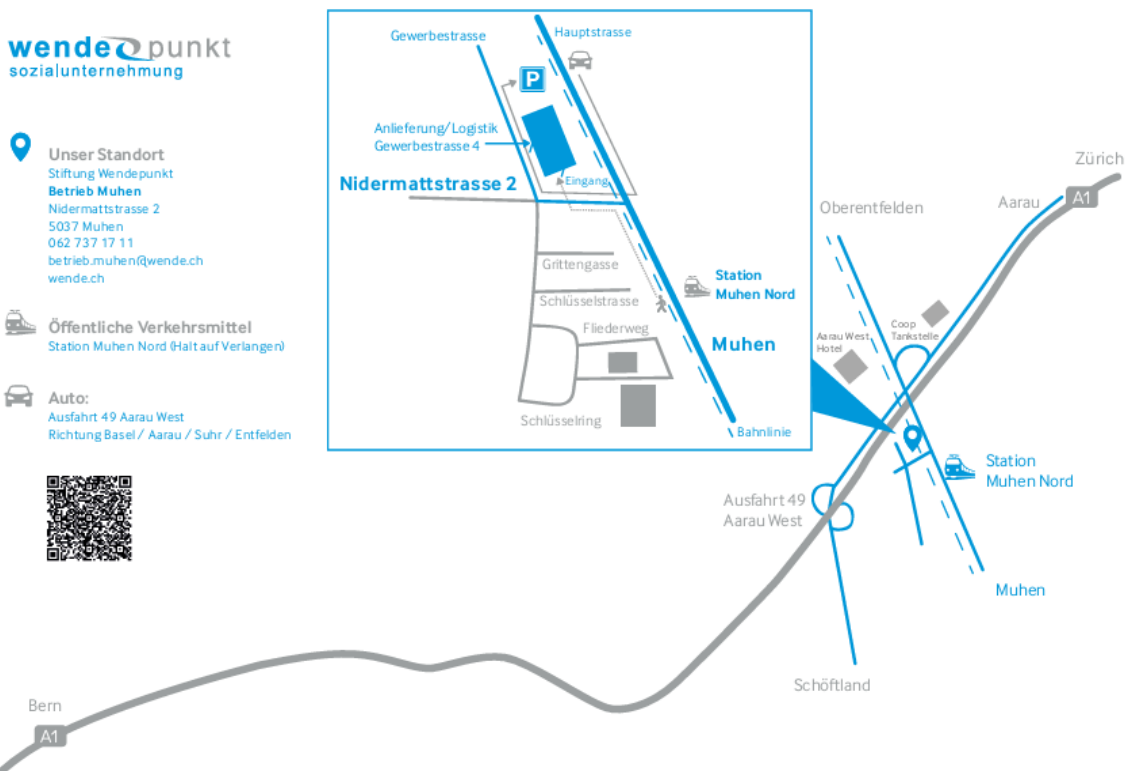 wende punkt
sozial|unternehmung
Unser Standort
Stiftung Wendepunkt
Betrieb Muhen
Nidermattstrasse 2
5037 Muhen
062 737 17 11
betrieb.muhen@wende.ch
wende.ch
Öffentliche Verkehrsmittel
Station Muhen Nord (Halt auf Verlangen)
Auto:
Ausfahrt 49 Aarau West
Richtung Basel / Aarau / Suhr / Entfelden
Gewerbestrasse
Hauptstrasse
P
Anlieferung/Logistik
Gewerbestrasse 4
Nidermattstrasse 2
Eingang
Grittengasse
Schlüsselstrasse
Fliederweg
Schlüsselring
Station
Muhen Nord
Muhen
Bahnlinie
Zürich
A1
Aarau
Oberentfelden
Coop
Tankstelle
Aarau West
Hotel
Station
Muhen Nord
Ausfahrt 49
Aarau West
Muhen
Schöftland
Bern
A1